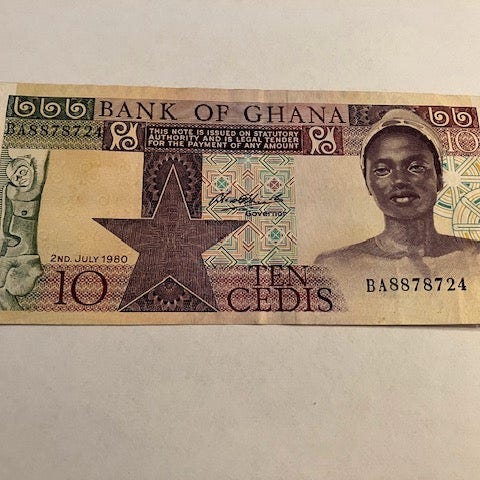 BANK OF GHANA
BA8878724
THIS NOTE IS ISSUED ON STATUTORY
AUTHORITY AND IS LEGAL TENDER
FOR THE PAYMENT OF ANY AMOUNT
10
Governor
2ND. JULY 1980
10
TEN
CEDIS
BA8878724